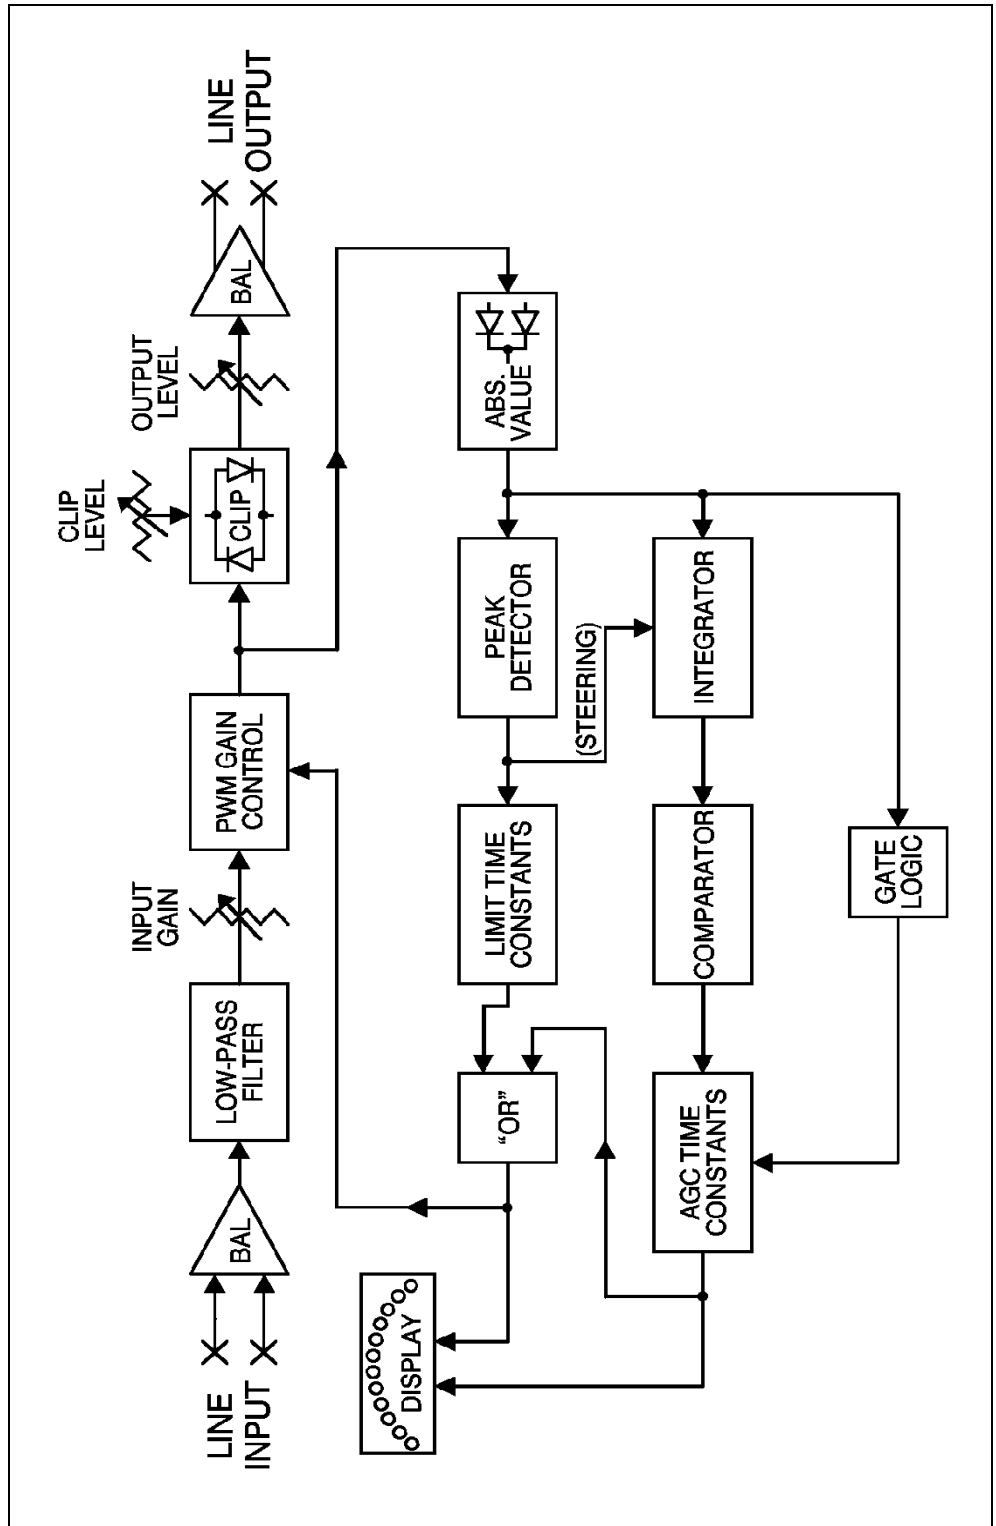 LINE
INPUT
BAL
LOW-PASS
FILTER
INPUT
GAIN
PWM GAIN
CONTROL
CLIP
LEVEL
CLIP
OUTPUT
LEVEL
BAL
LINE
OUTPUT
DISPLAY
“OR”
LIMIT TIME
CONSTANTS
PEAK
DETECTOR
ABS.
VALUE
(STEERING)
AGC TIME
CONSTANTS
COMPARATOR
INTEGRATOR
GATE
LOGIC